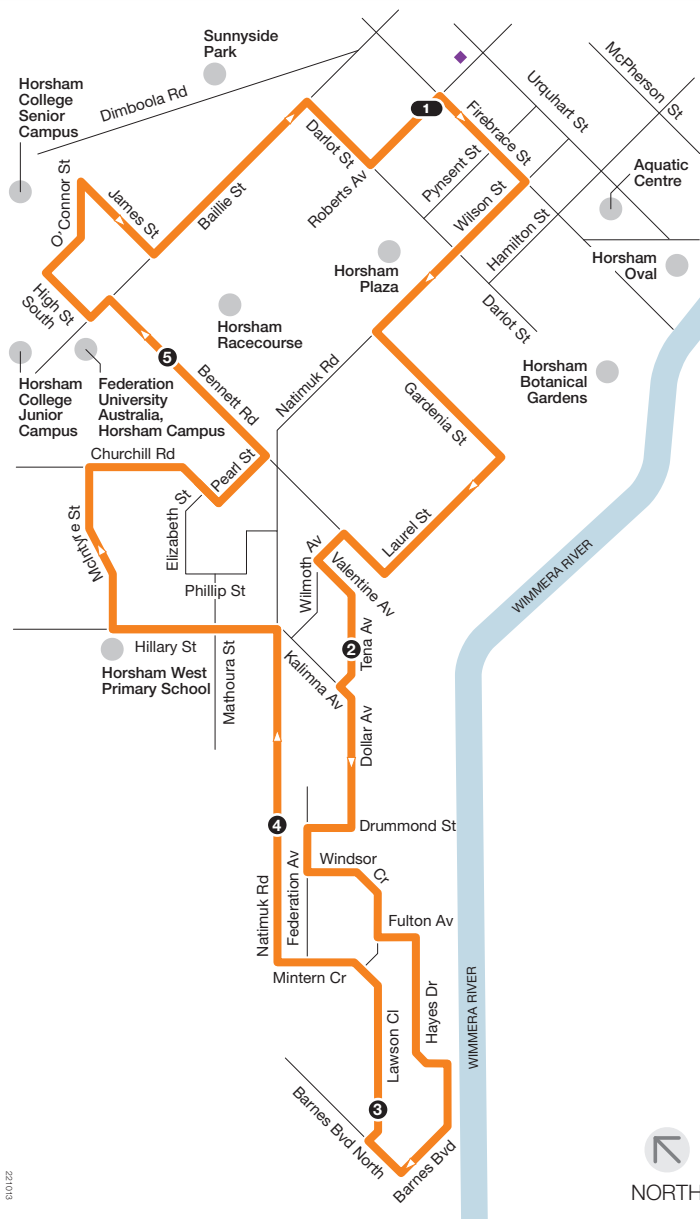 Sunnyside
Park
McPherson St
Horsham
College
Senior
Campus
Dimboola Rd
Urquhart St
1
Firebrace St
Darlot St
Pynsent St
Aquatic
Centre
O'Connor St
James St
Baillie St
Roberts Av
Wilson St
Hamilton St
Horsham
Plaza
Horsham
Oval
High St
South
Horsham
Racecourse
Darlot St
5
Natimuk Rd
Horsham
College
Junior
Campus
Federation
University
Australia,
Horsham Campus
Bennett Rd
Gardenia St
Horsham
Botanical
Gardens
Churchill Rd
Pearl St
Elizabeth St
McIntyre St
Laurel St
Wilmoth Av
Valentine Av
WIMMERA RIVER
Phillip St
Hillary St
Mathoura St
Kalimna Av
2
Tena Av
Horsham West
Primary School
Dollar Av
4
Drummond St
Windsor
Cr
Natimuk Rd
Federation Av
Fulton Av
Mintern Cr
Hayes Dr
WIMMERA RIVER
Lawson Cl
3
Barnes Bvd North
Barnes Bvd
221013
NORTH